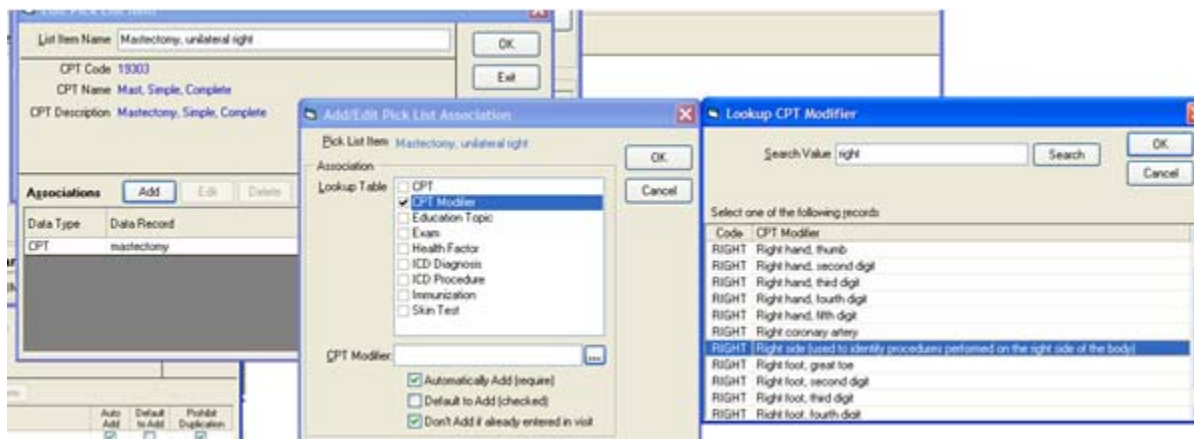 Edit Pick List Item
List Item Name Mastectomy, unilateral right
OK
Exit
CPT Code 19303
CPT Name Mast, Simple, Complete
CPT Description Mastectomy, Simple, Complete
Associations Add Edit Delete
Data Type Data Record
CPT mastectomy
Auto Add Default to Add Prohibit Duplication
Add/Edit Pick List Association
Pick List Item Mastectomy, unilateral right
OK
Cancel
Association
Lookup Table
CPT
CPT Modifier
Education Topic
Exam
Health Factor
ICD Diagnosis
ICD Procedure
Immunization
Skin Test
CPT Modifier: ...
Automatically Add (require)
Default to Add (checked)
Don't Add if already entered in visit
Lookup CPT Modifier
Search Value right Search
OK
Cancel
Select one of the following records
Code CPT Modifier
RIGHT Right hand, thumb
RIGHT Right hand, second digit
RIGHT Right hand, third digit
RIGHT Right hand, fourth digit
RIGHT Right hand, fifth digit
RIGHT Right coronary artery
RIGHT Right side (used to identify procedures performed on the right side of the body)
RIGHT Right foot, great toe
RIGHT Right foot, second digit
RIGHT Right foot, third digit
RIGHT Right foot, fourth digit